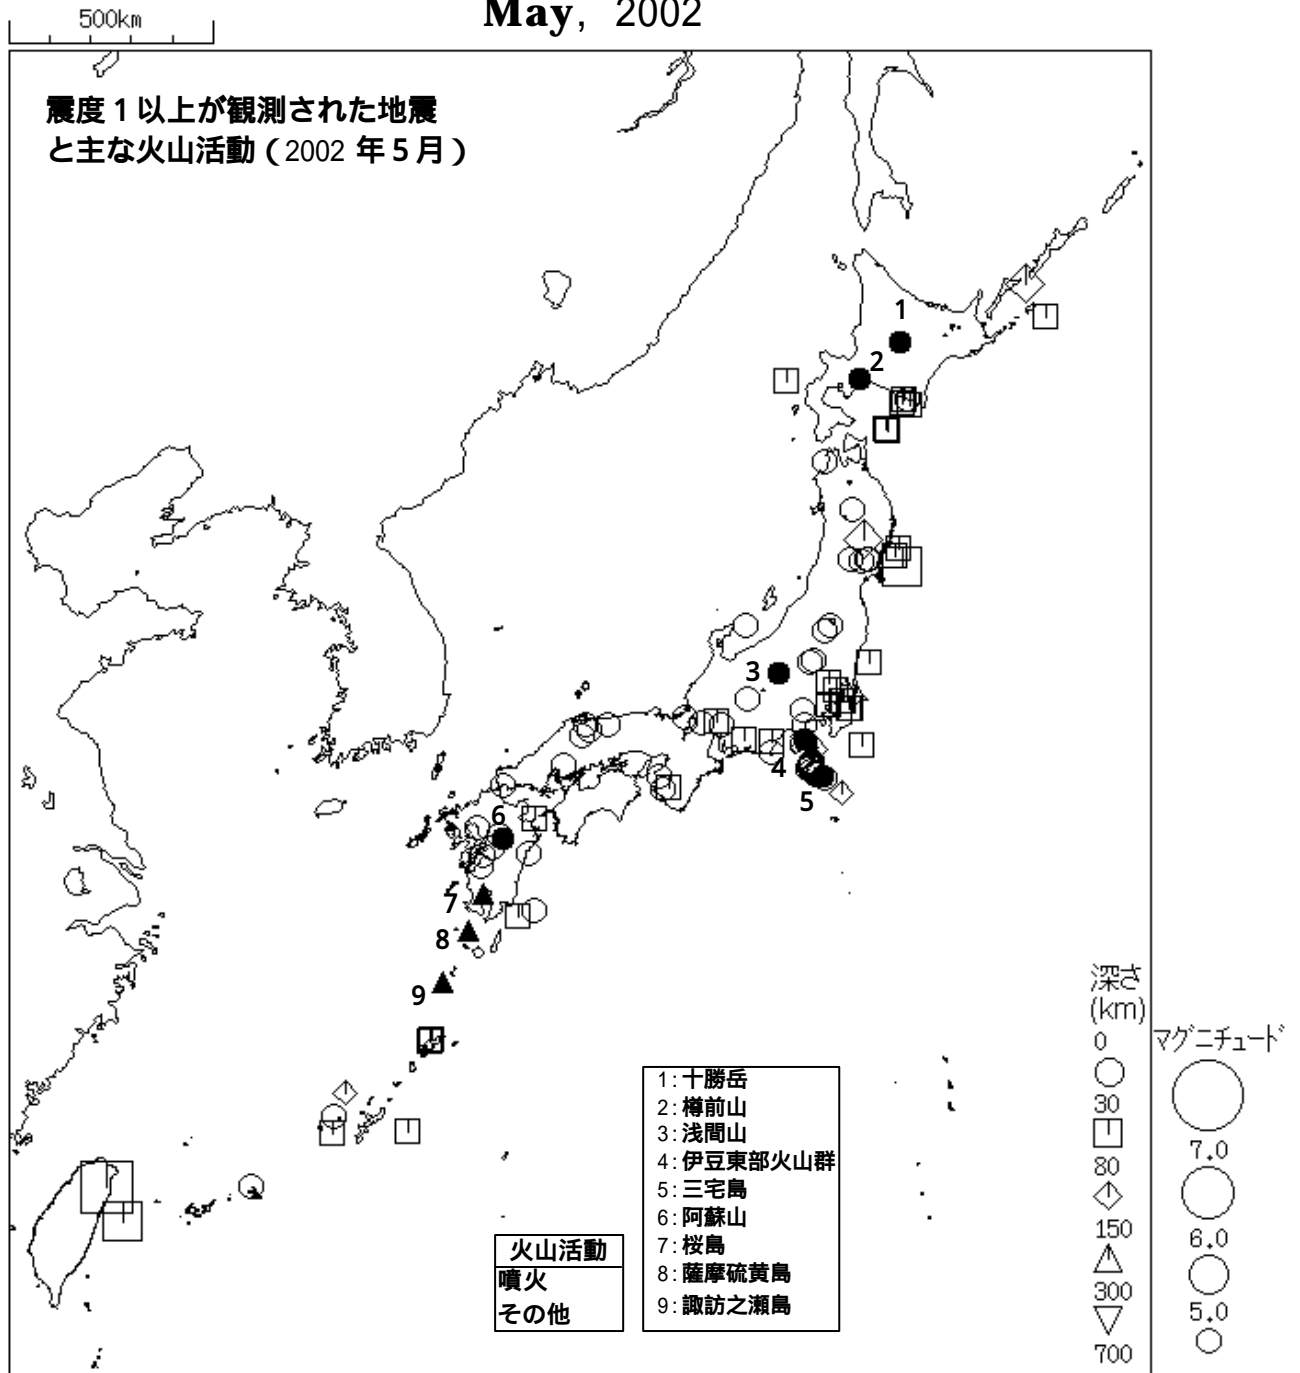 500km
May, 2002
震度1以上が観測された地震
と主な火山活動(2002 年5月)
1
2
3
4
5
6
7
8
9
1:十勝岳
2:樽前山
3:浅間山
4:伊豆東部火山群
5:三宅島
6:阿蘇山
7:桜島
8:薩摩硫黄島
9:諏訪之瀬島
火山活動
噴火
その他
深さ
(km)
0
30
80
150
300
700
マグニチュード
7.0
6.0
5.0